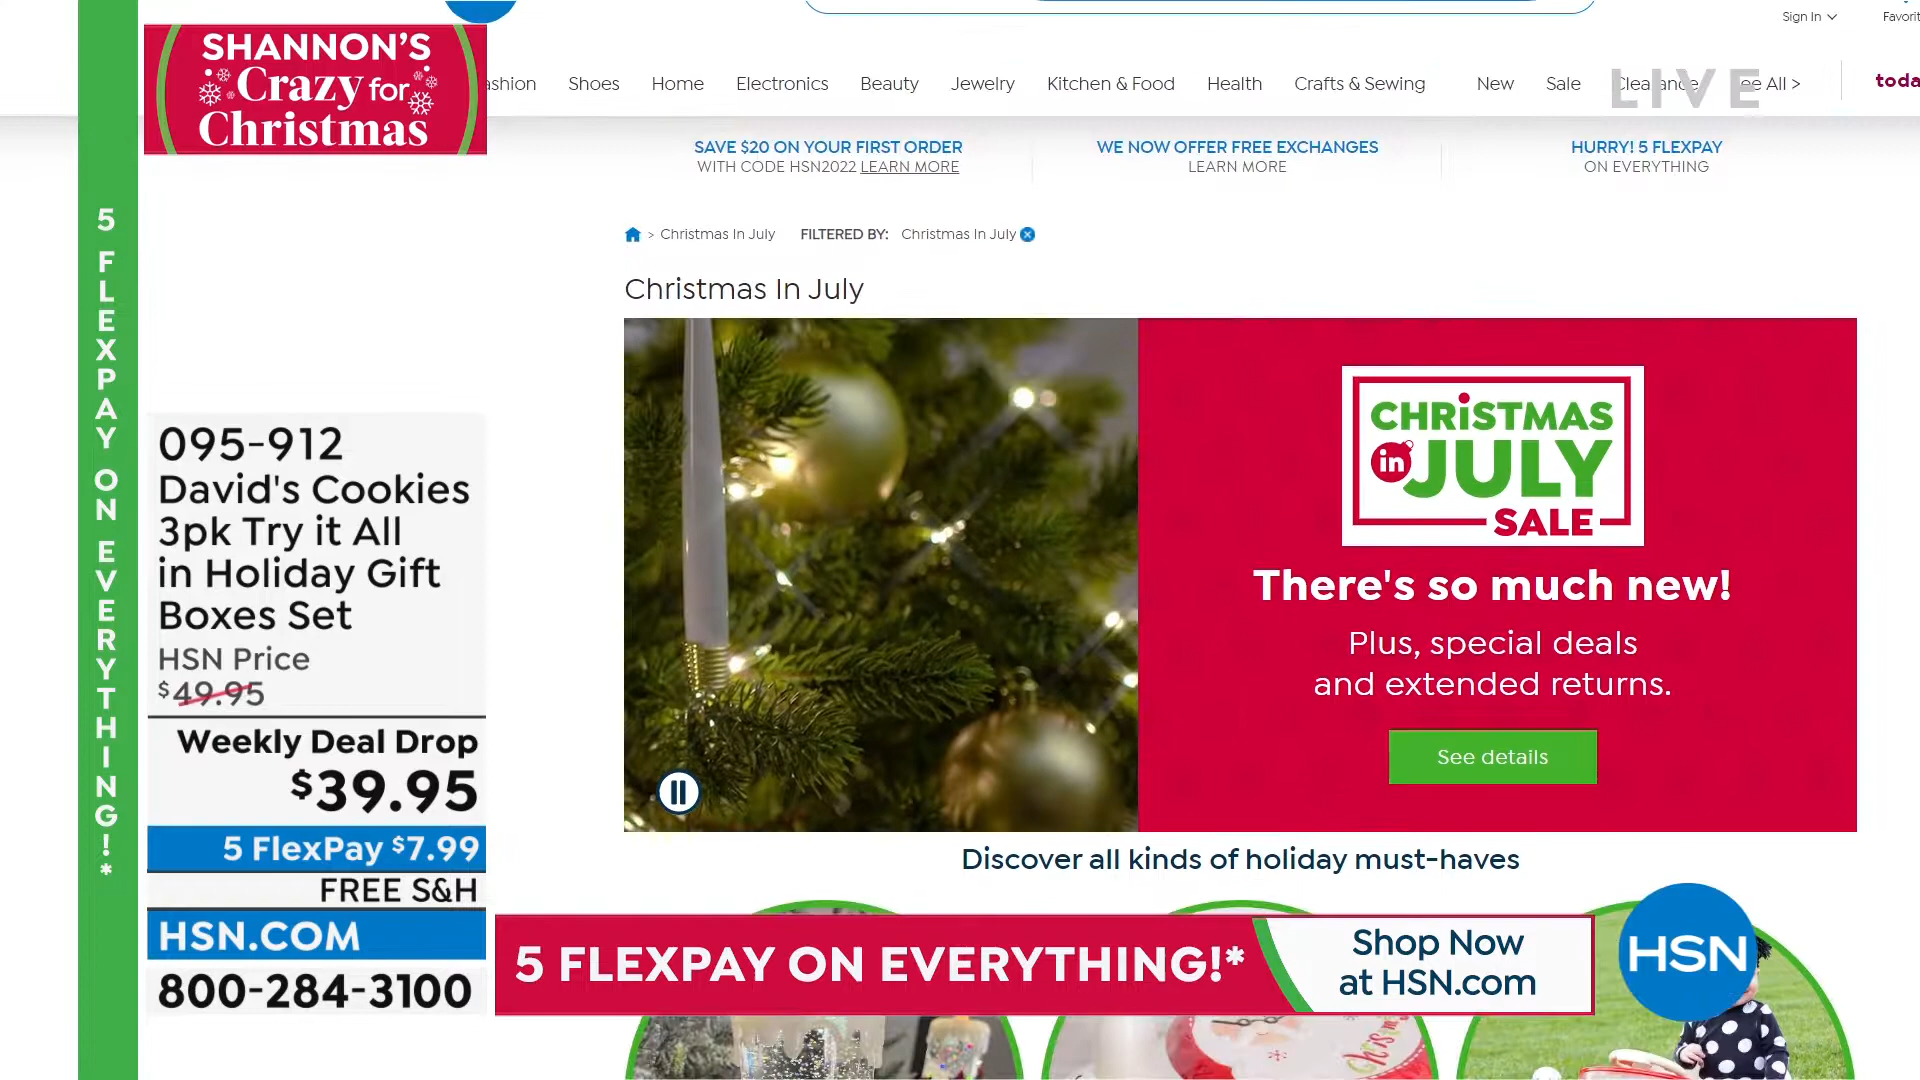 Sign In
SHANNON'S
Crazy for
Christmas
Shoes
Home
Electronics
Beauty
Jewelry
Kitchen & Food
Health
Crafts & Sewing
New
Sale
Clearance
All >
LIVE
SAVE $20 ON YOUR FIRST ORDER
WITH CODE HSN2022 LEARN MORE
WE NOW OFFER FREE EXCHANGES
LEARN MORE
HURRY! 5 FLEXPAY
ON EVERYTHING
5 FLEXPAY ON EVERYTHING!*
> Christmas In July
FILTERED BY: Christmas In July
Christmas In July
CHRiSTMAS
in JULY
SALE
There's so much new!
Plus, special deals
and extended returns.
See details
095-912
David's Cookies
3pk Try it All
in Holiday Gift
Boxes Set
HSN Price
$49.95
Weekly Deal Drop
$39.95
5 FlexPay $7.99
FREE S&H
HSN.COM
800-284-3100
Discover all kinds of holiday must-haves
5 FLEXPAY ON EVERYTHING!*
Shop Now
at HSN.com
HSN